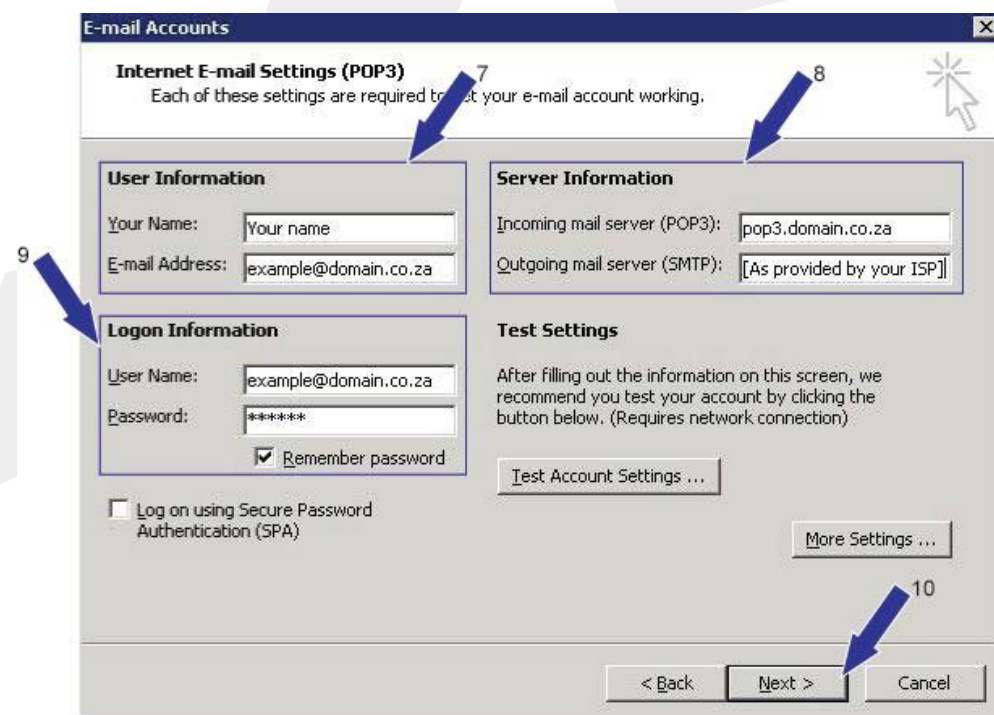 E-mail Accounts
Internet E-mail Settings (POP3)
7
8
Each of these settings are required to get your e-mail account working.
User Information
Your Name: Your name
E-mail Address: example@domain.co.za
Server Information
Incoming mail server (POP3): pop3.domain.co.za
Outgoing mail server (SMTP): [As provided by your ISP]
9
Logon Information
User Name: example@domain.co.za
Password: ******
Remember password
Log on using Secure Password
Authentication (SPA)
Test Settings
After filling out the information on this screen, we
recommend you test your account by clicking the
button below. (Requires network connection)
Test Account Settings ...
More Settings ...
10
< Back
Next >
Cancel